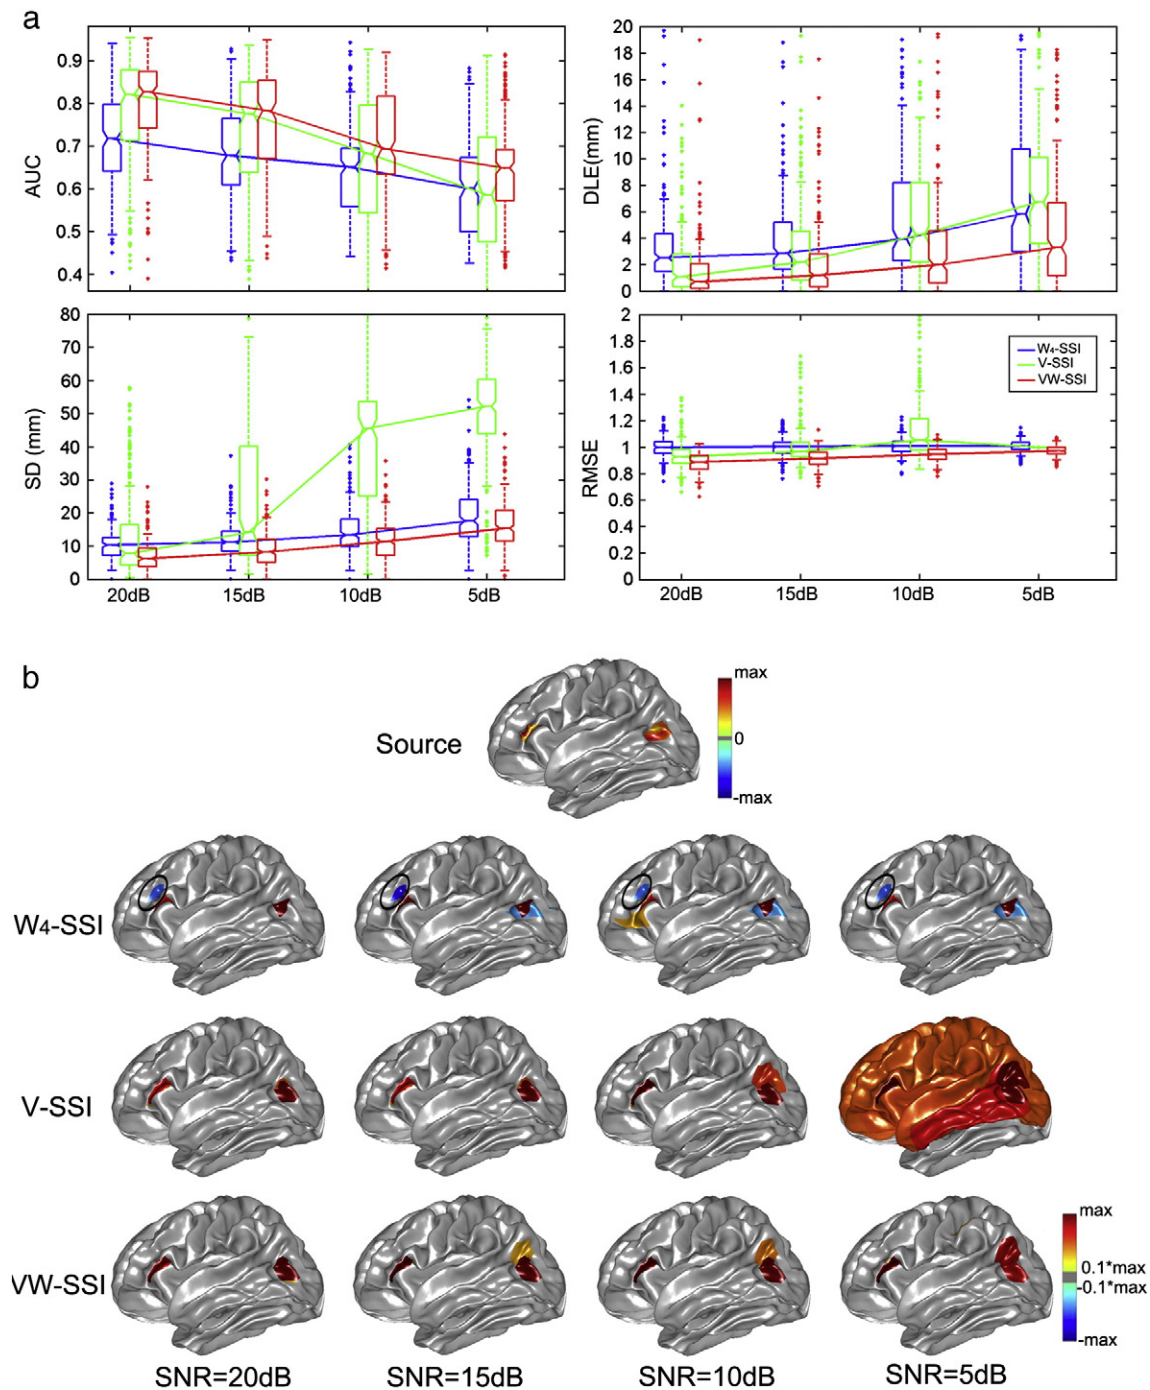 a
AUC
0.9
0.8
0.7
0.6
0.5
0.4
DLE(mm)
20
18
16
14
12
10
8
6
4
2
0
SD (mm)
80
70
60
50
40
30
20
10
0
20dB 15dB 10dB 5dB
RMSE
2
1.8
1.6
1.4
1.2
1
0.8
0.6
0.4
0.2
0
W₄-SSI
V-SSI
VW-SSI
20dB 15dB 10dB 5dB
b
Source
max
0
-max
W₄-SSI
V-SSI
VW-SSI
max
0.1*max
-0.1*max
-max
SNR=20dB SNR=15dB SNR=10dB SNR=5dB